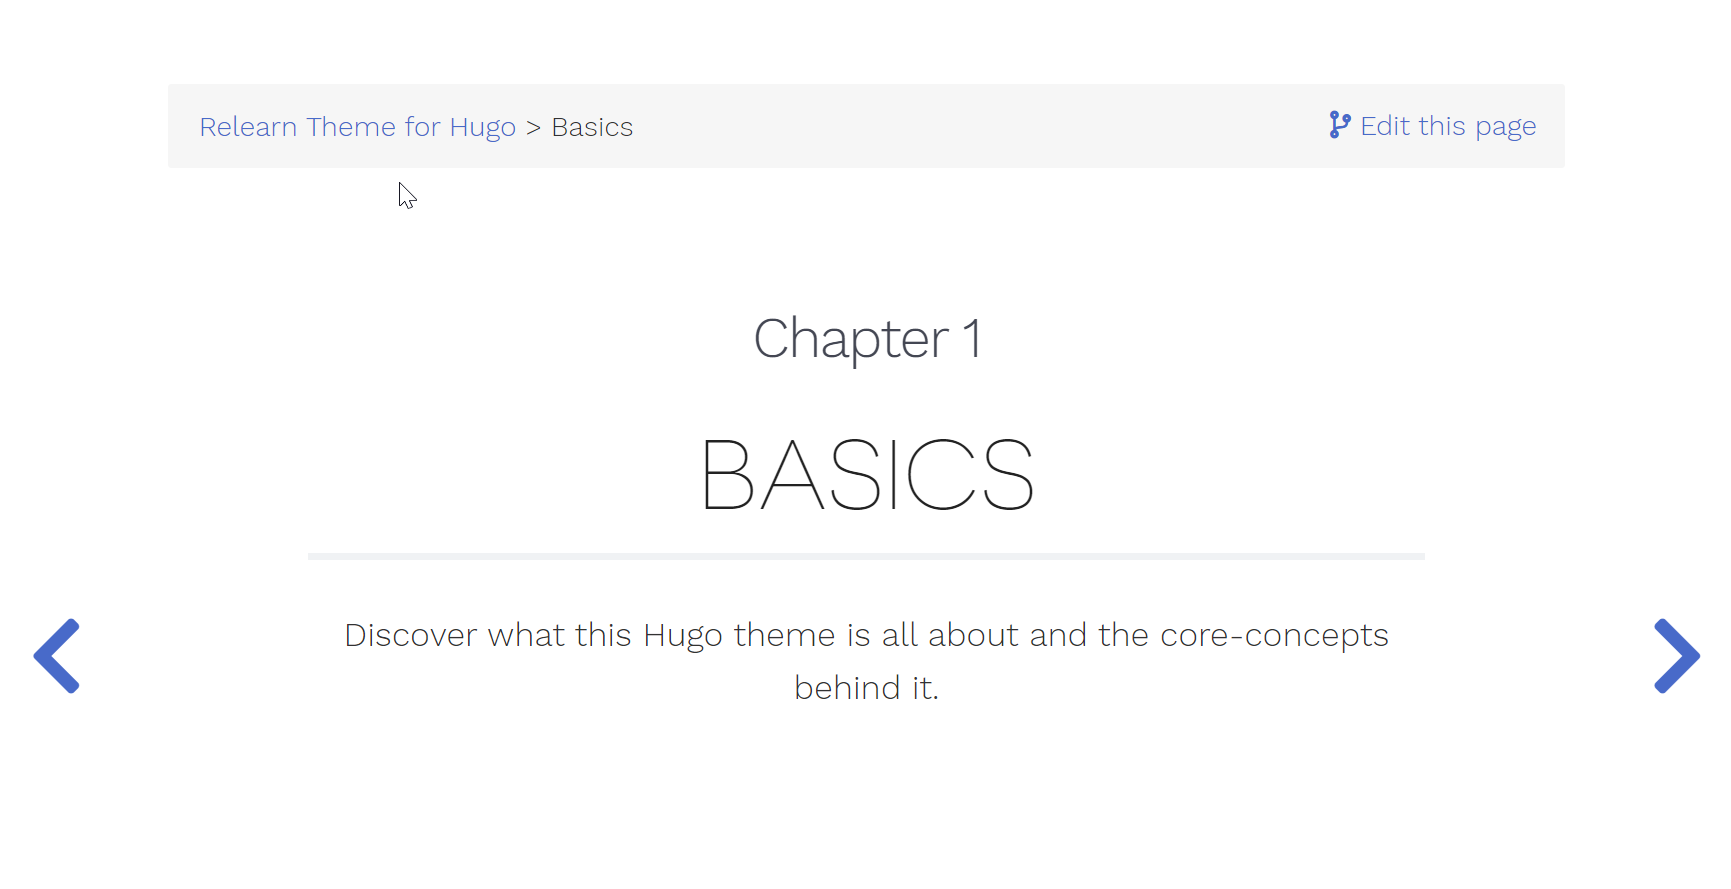 Relearn Theme for Hugo > Basics
Edit this page
Chapter 1
BASICS
Discover what this Hugo theme is all about and the core-concepts
behind it.